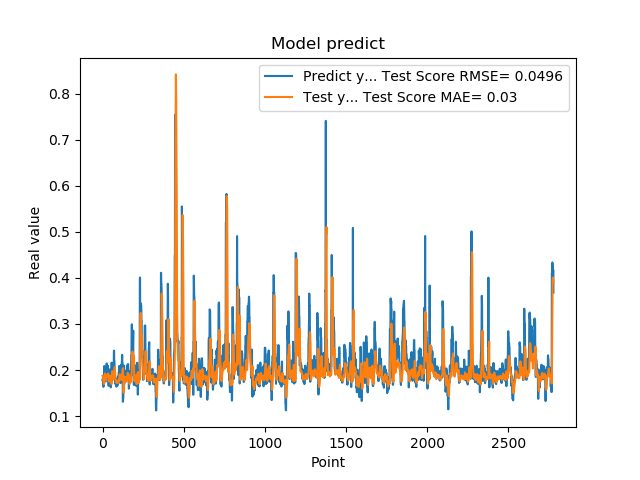 Model predict
Predict y... Test Score RMSE= 0.0496
Test y... Test Score MAE= 0.03
Real value
0.8
0.7
0.6
0.5
0.4
0.3
0.2
0.1
0 500 1000 1500 2000 2500
Point